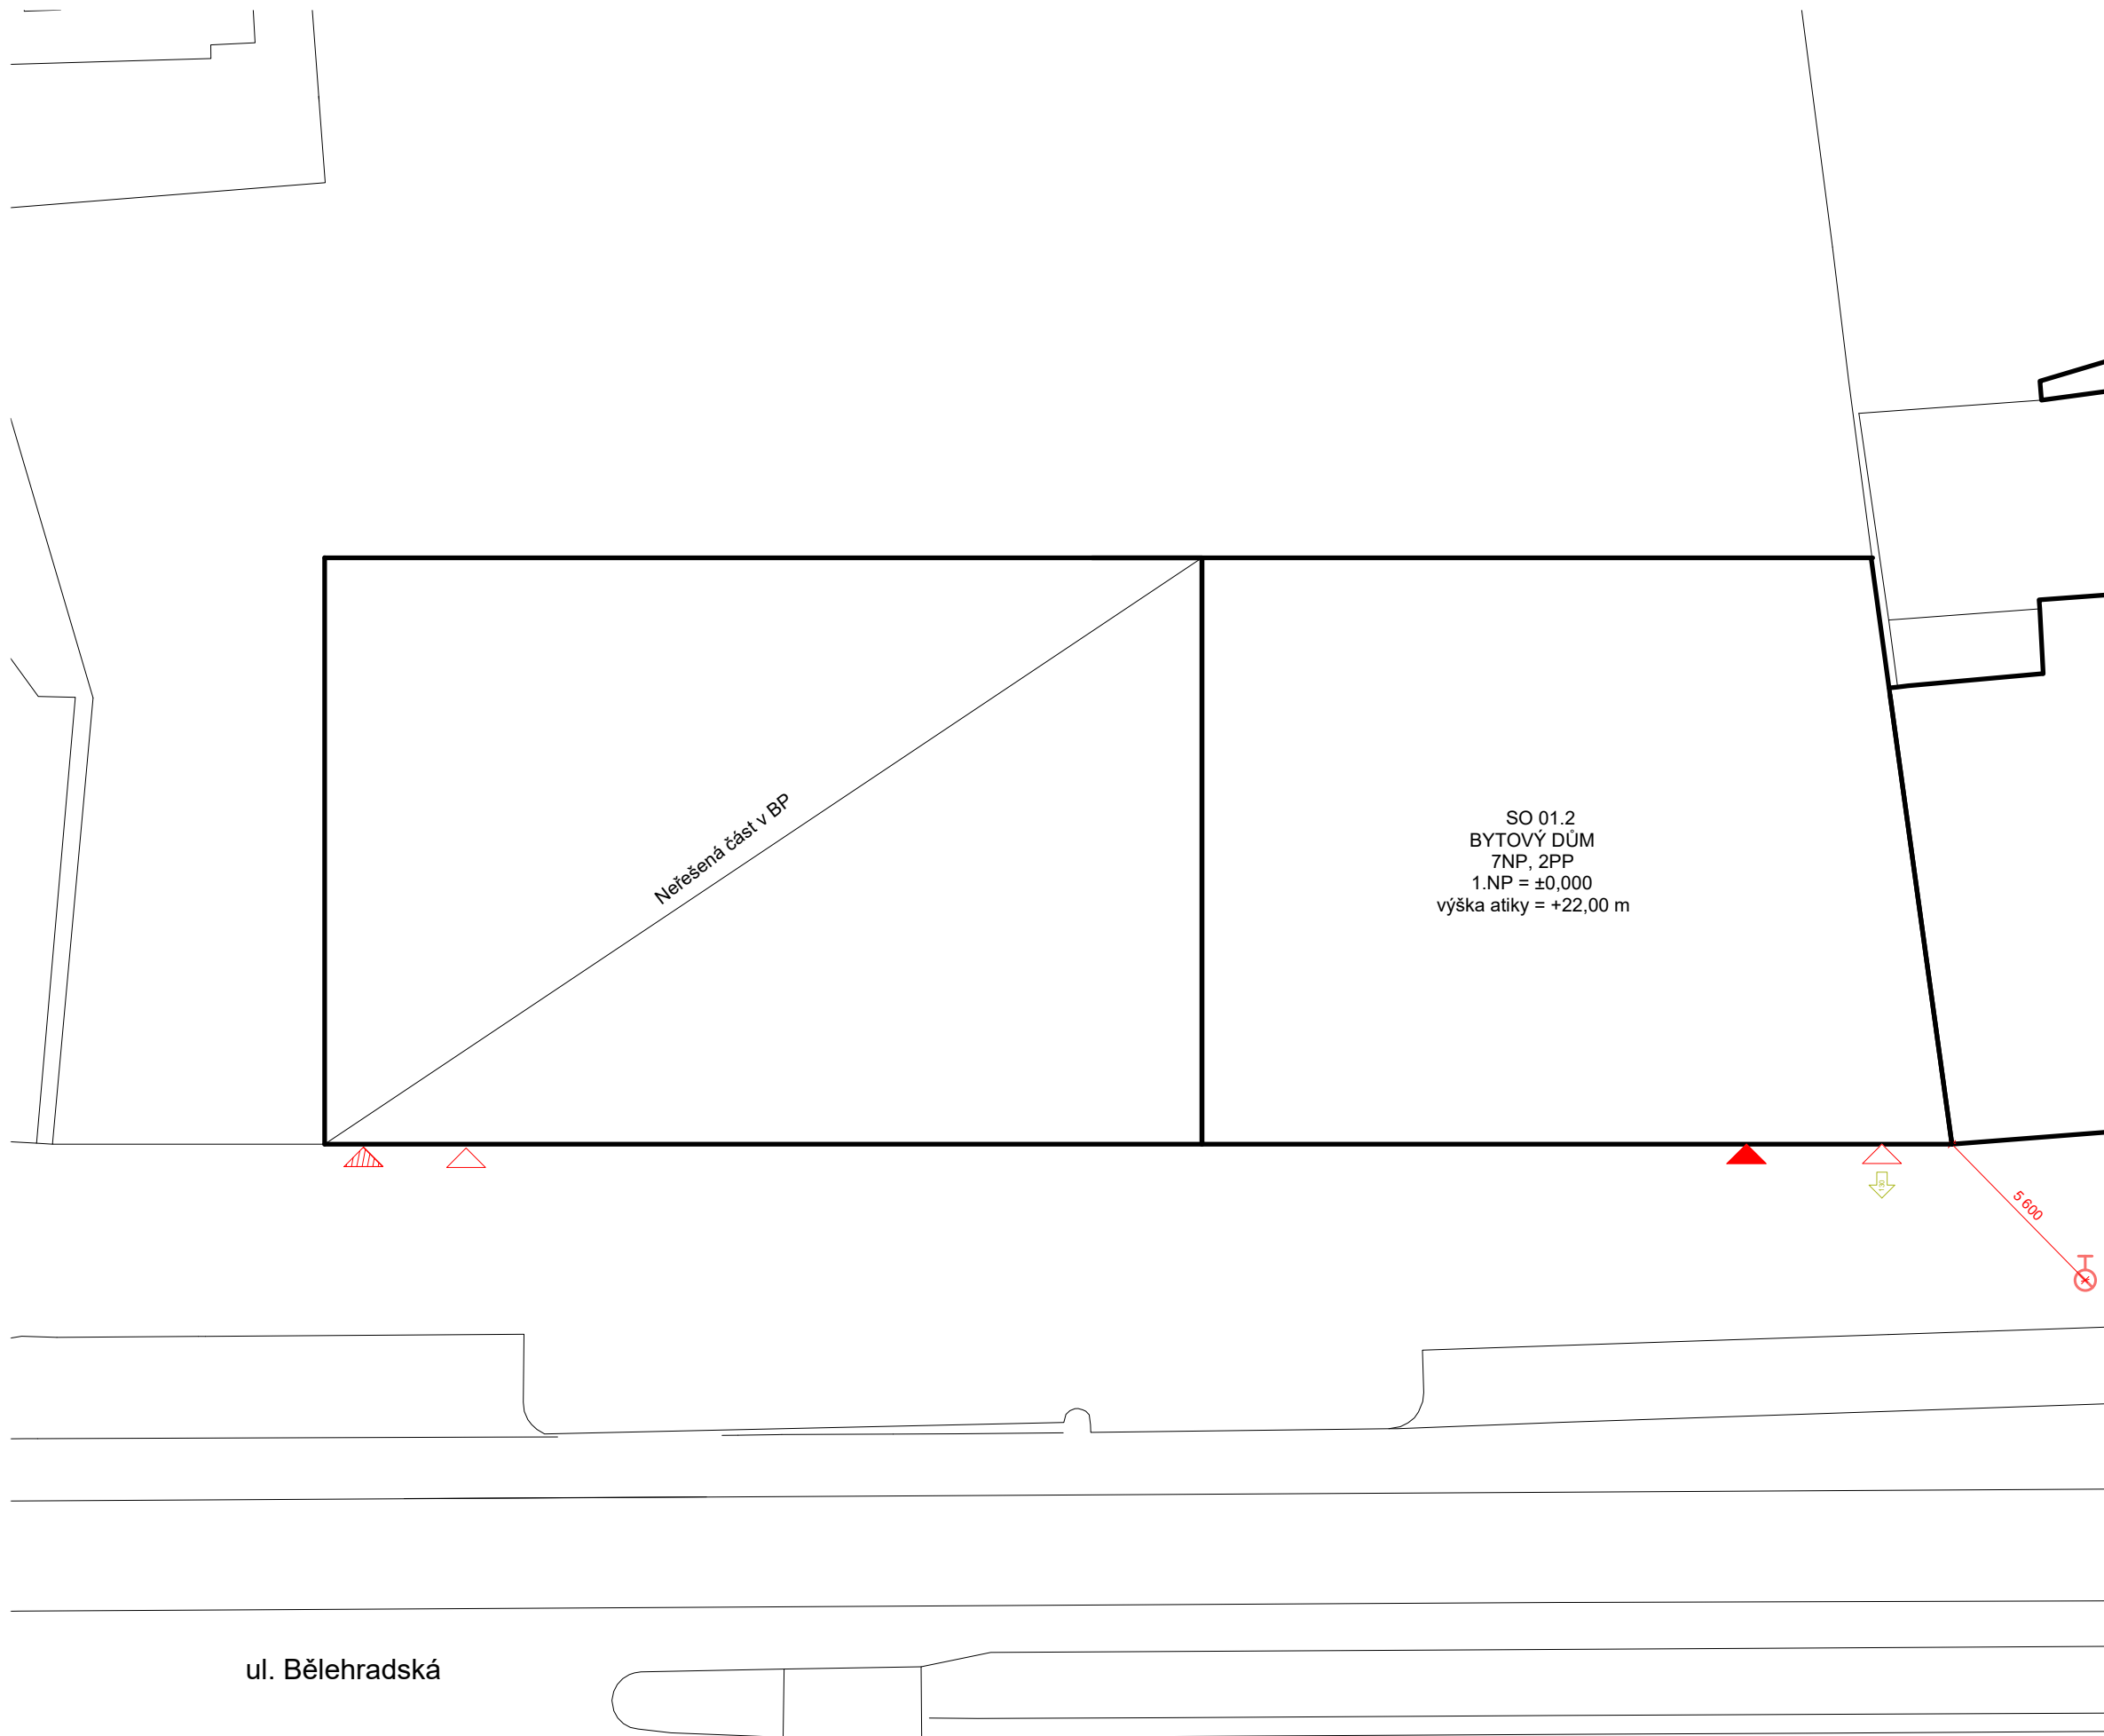 Neřešená část v BP
SO 01.2
BYTOVÝ DŮM
7NP, 2PP
1.NP = ±0,000
výška atiky = +22,00 m
5 600
ul. Bělehradská